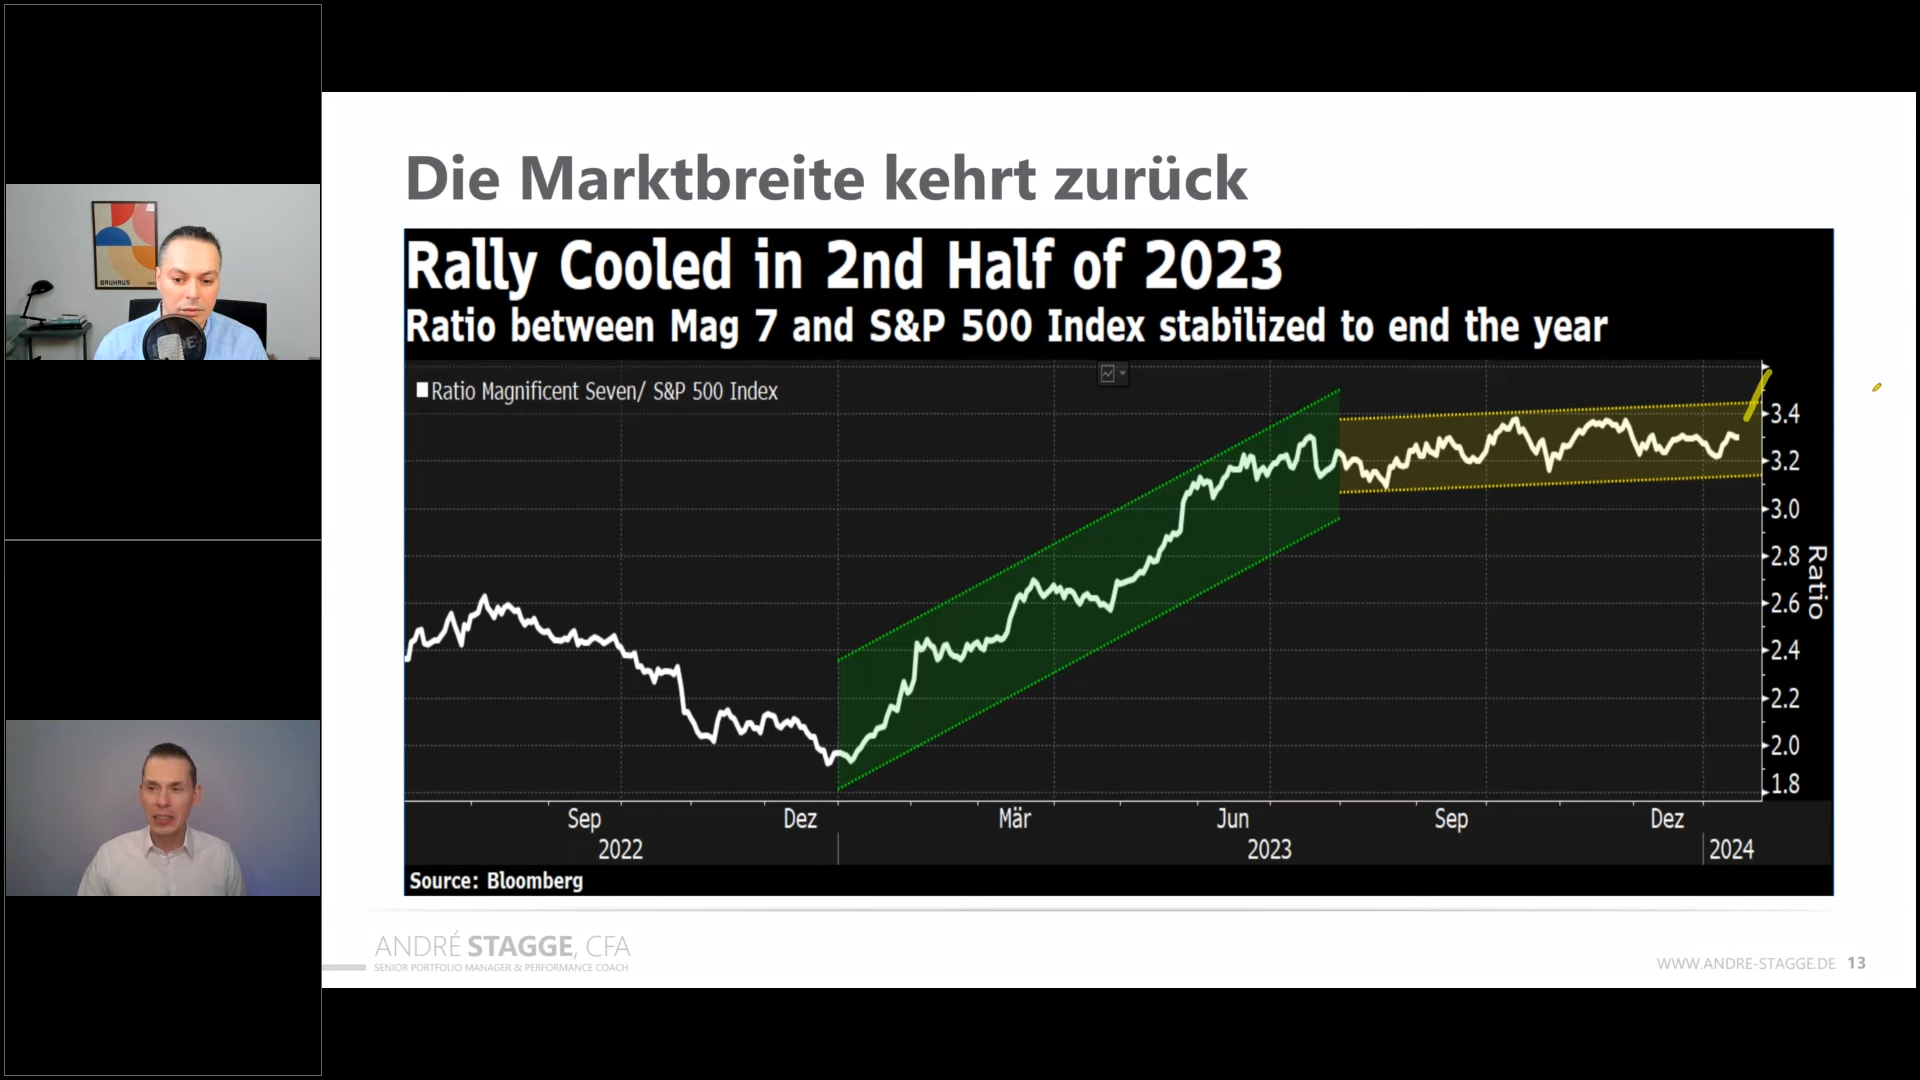 BAUHAUS
Die Marktbreite kehrt zurück
Rally Cooled in 2nd Half of 2023
Ratio between Mag 7 and S&P 500 Index stabilized to end the year
Ratio Magnificent Seven/ S&P 500 Index
3.4
3.2
3.0
2.8
2.6
2.4
2.2
2.0
1.8
Ratio
Sep Dez Mär Jun Sep Dez
2022 2023 2024
Source: Bloomberg
ANDRÉ STAGGE, CFA
SENIOR PORTFOLIO MANAGER & PERFORMANCE COACH
WWW.ANDRE-STAGGE.DE 13